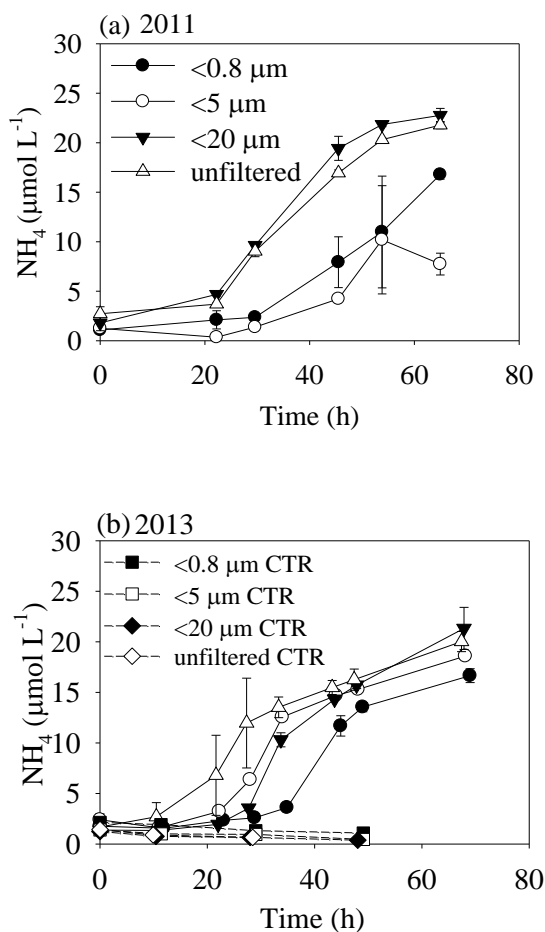 (a) 2011
30
25
20
15
10
5
0
NH4 (μmol L-1)
<0.8 μm
<5 μm
<20 μm
unfiltered
0 20 40 60 80
Time (h)
(b) 2013
30
25
20
15
10
5
0
NH4 (μmol L-1)
<0.8 μm CTR
<5 μm CTR
<20 μm CTR
unfiltered CTR
0 20 40 60 80
Time (h)